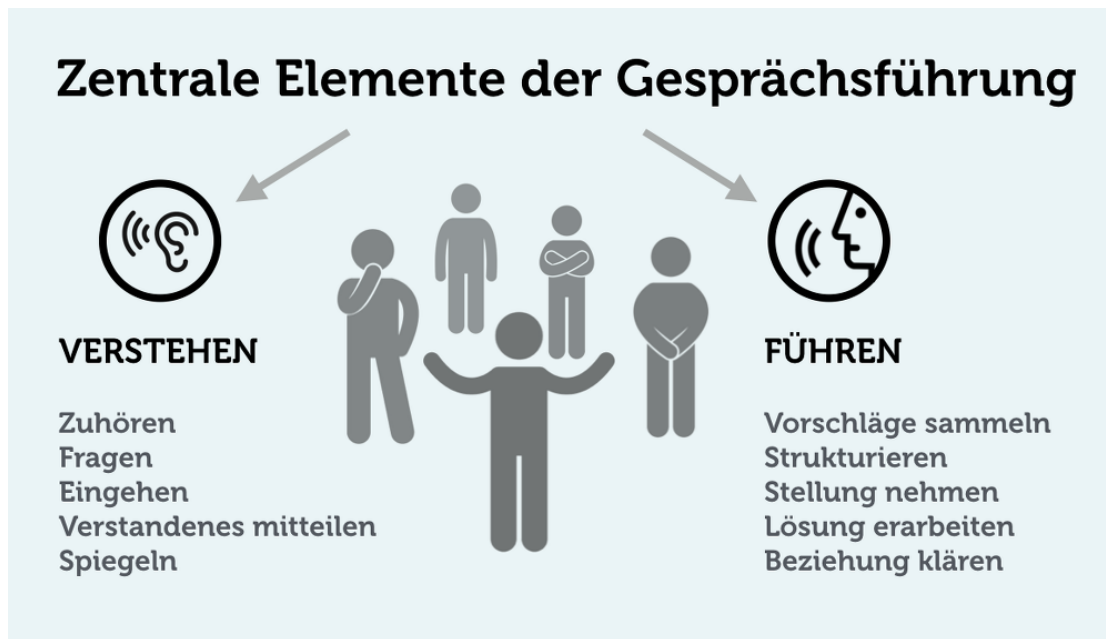 Zentrale Elemente der Gesprächsführung
VERSTEHEN
Zuhören
Fragen
Eingehen
Verstandenes mitteilen
Spiegeln
FÜHREN
Vorschläge sammeln
Strukturieren
Stellung nehmen
Lösung erarbeiten
Beziehung klären